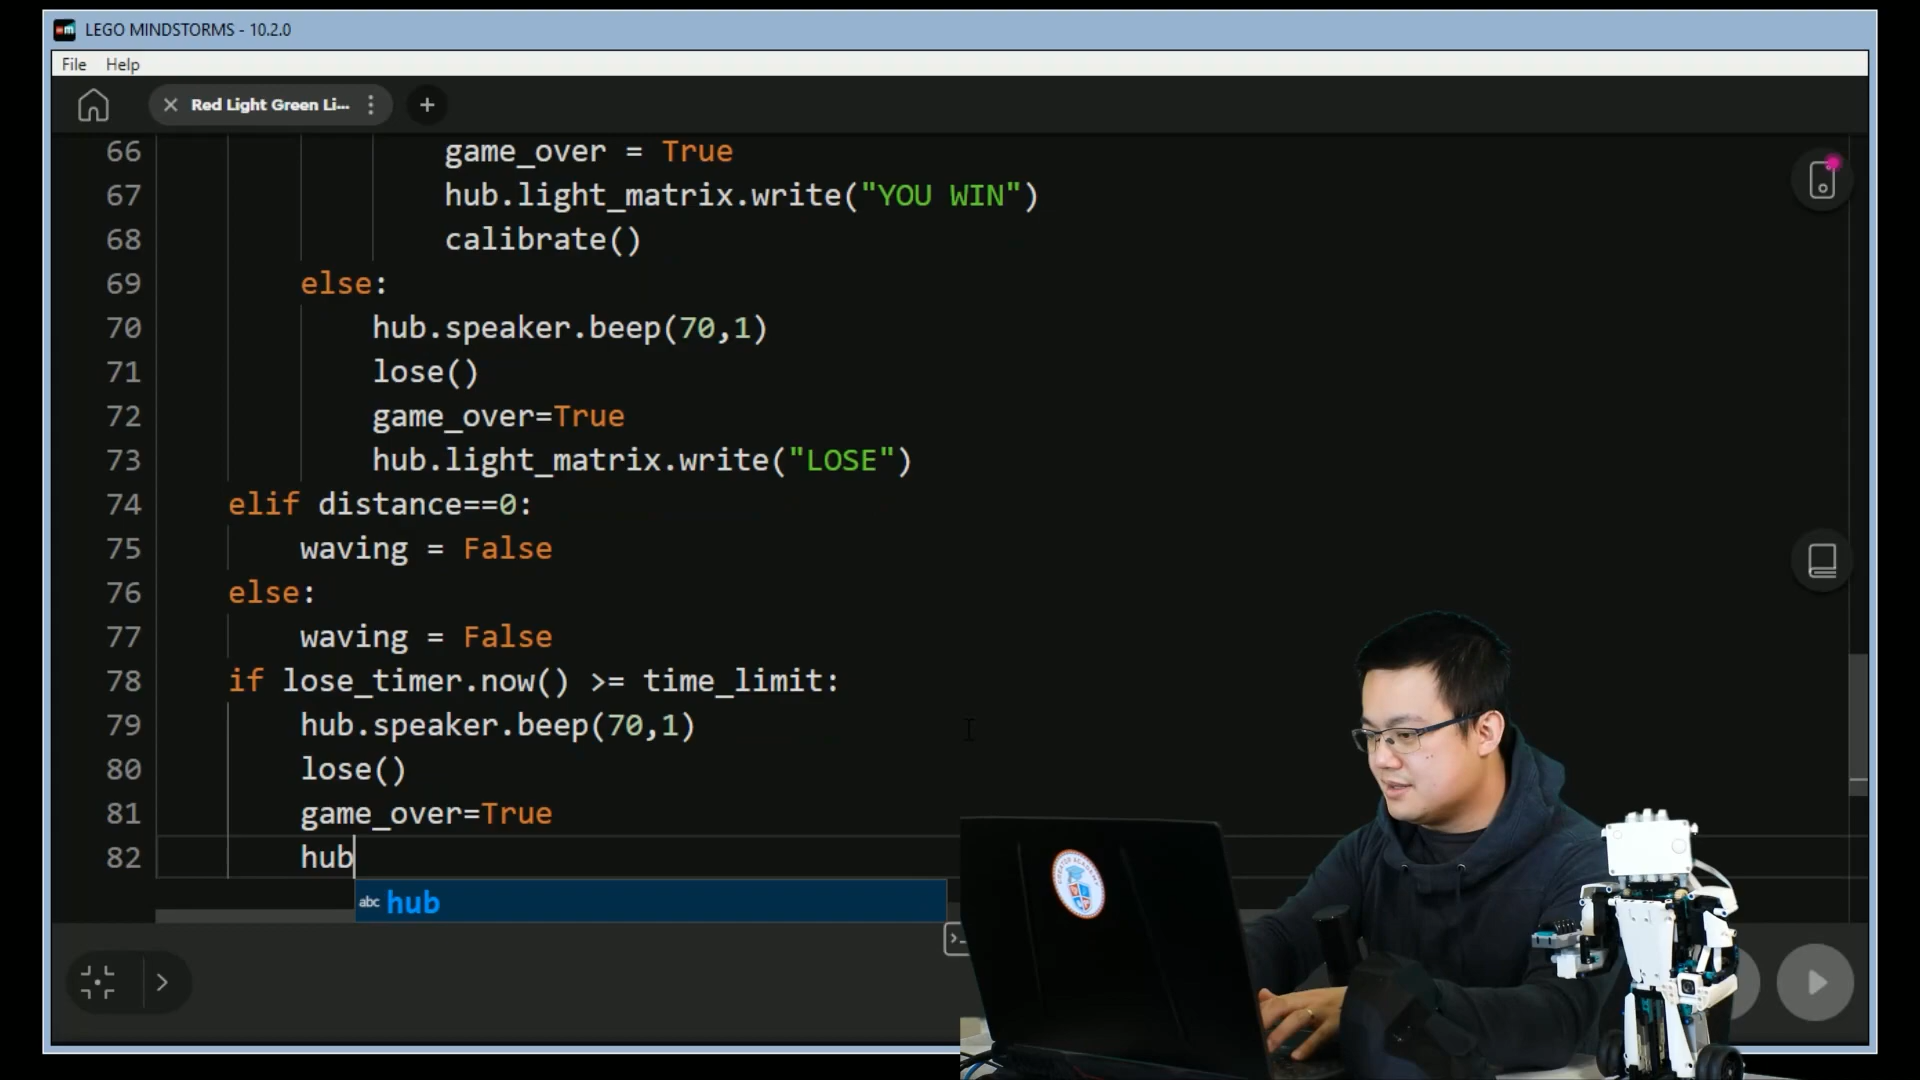 LEGO MINDSTORMS - 10.2.0
File Help
Red Light Green Li...
66 game_over = True
67 hub.light_matrix.write("YOU WIN")
68 calibrate()
69 else:
70 hub.speaker.beep(70,1)
71 lose()
72 game_over=True
73 hub.light_matrix.write("LOSE")
74 elif distance==0:
75 waving = False
76 else:
77 waving = False
78 if lose_timer.now() >= time_limit:
79 hub.speaker.beep(70,1)
80 lose()
81 game_over=True
82 hub
abc hub